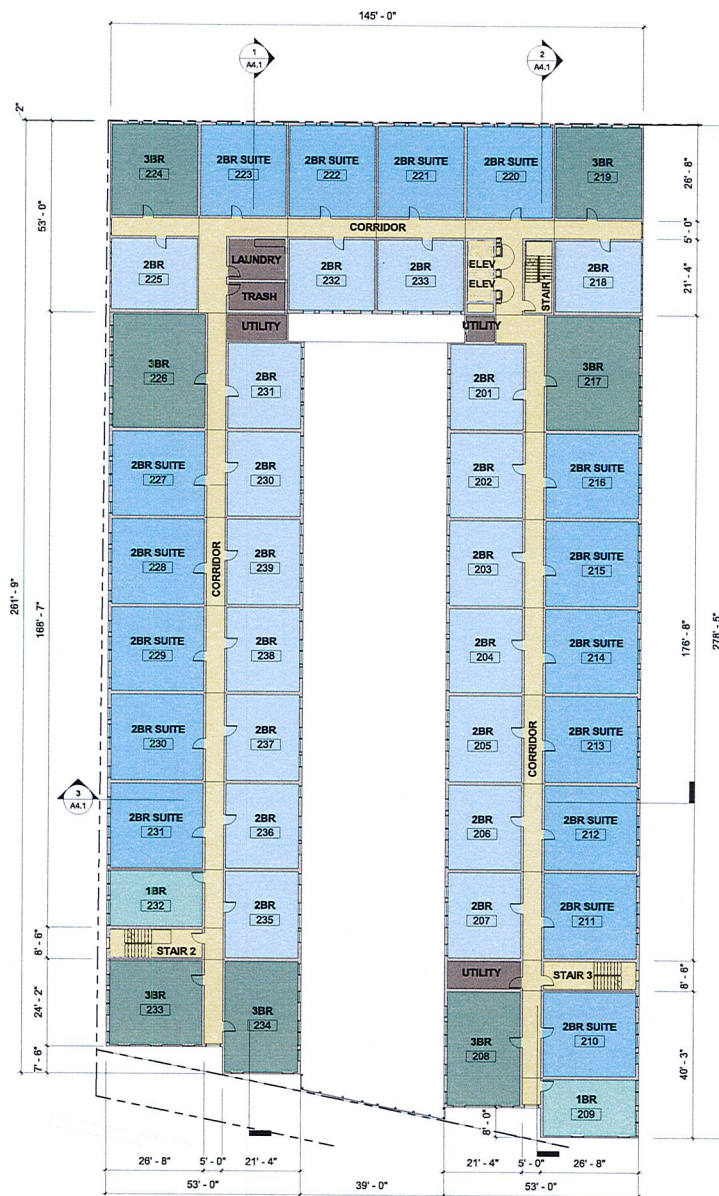 145' - 0"
1
A4.1
2
A4.1
2"
3BR
224
2BR SUITE
223
2BR SUITE
222
2BR SUITE
221
2BR SUITE
220
3BR
219
26' - 8"
53' - 0"
CORRIDOR
5' - 0"
2BR
225
LAUNDRY
TRASH
2BR
232
2BR
233
ELEV
ELEV
STAIR 1
2BR
218
21' - 4"
UTILITY
UTILITY
3BR
226
2BR
231
2BR
201
3BR
217
2BR SUITE
227
2BR
230
2BR
202
2BR SUITE
216
2BR SUITE
228
CORRIDOR
2BR
239
2BR
203
2BR SUITE
215
261' - 9"
168' - 7"
176' - 8"
278' - 5"
2BR SUITE
229
2BR
238
2BR
204
2BR SUITE
214
2BR SUITE
230
2BR
237
2BR
205
CORRIDOR
2BR SUITE
213
3
A4.1
2BR SUITE
231
2BR
236
2BR
206
2BR SUITE
212
1BR
232
2BR
235
2BR
207
2BR SUITE
211
8' - 6"
STAIR 2
UTILITY
STAIR 3
8' - 6"
24' - 2"
3BR
233
3BR
234
3BR
208
2BR SUITE
210
40' - 3"
7' - 6"
1BR
209
8' - 0"
26' - 8"
5' - 0"
21' - 4"
21' - 4"
5' - 0"
26' - 8"
53' - 0"
39' - 0"
53' - 0"